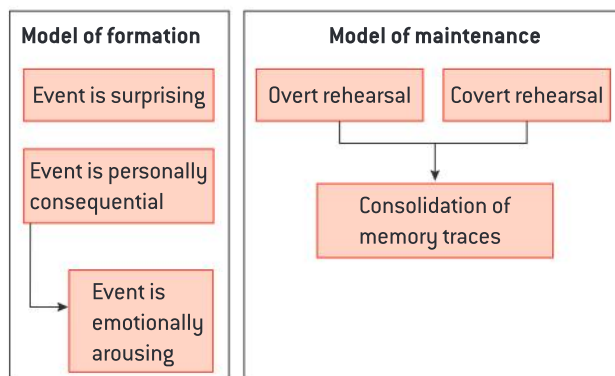 Model of formation
Event is surprising
Event is personally
consequential
Event is
emotionally
arousing
Model of maintenance
Overt rehearsal
Covert rehearsal
Consolidation of
memory traces